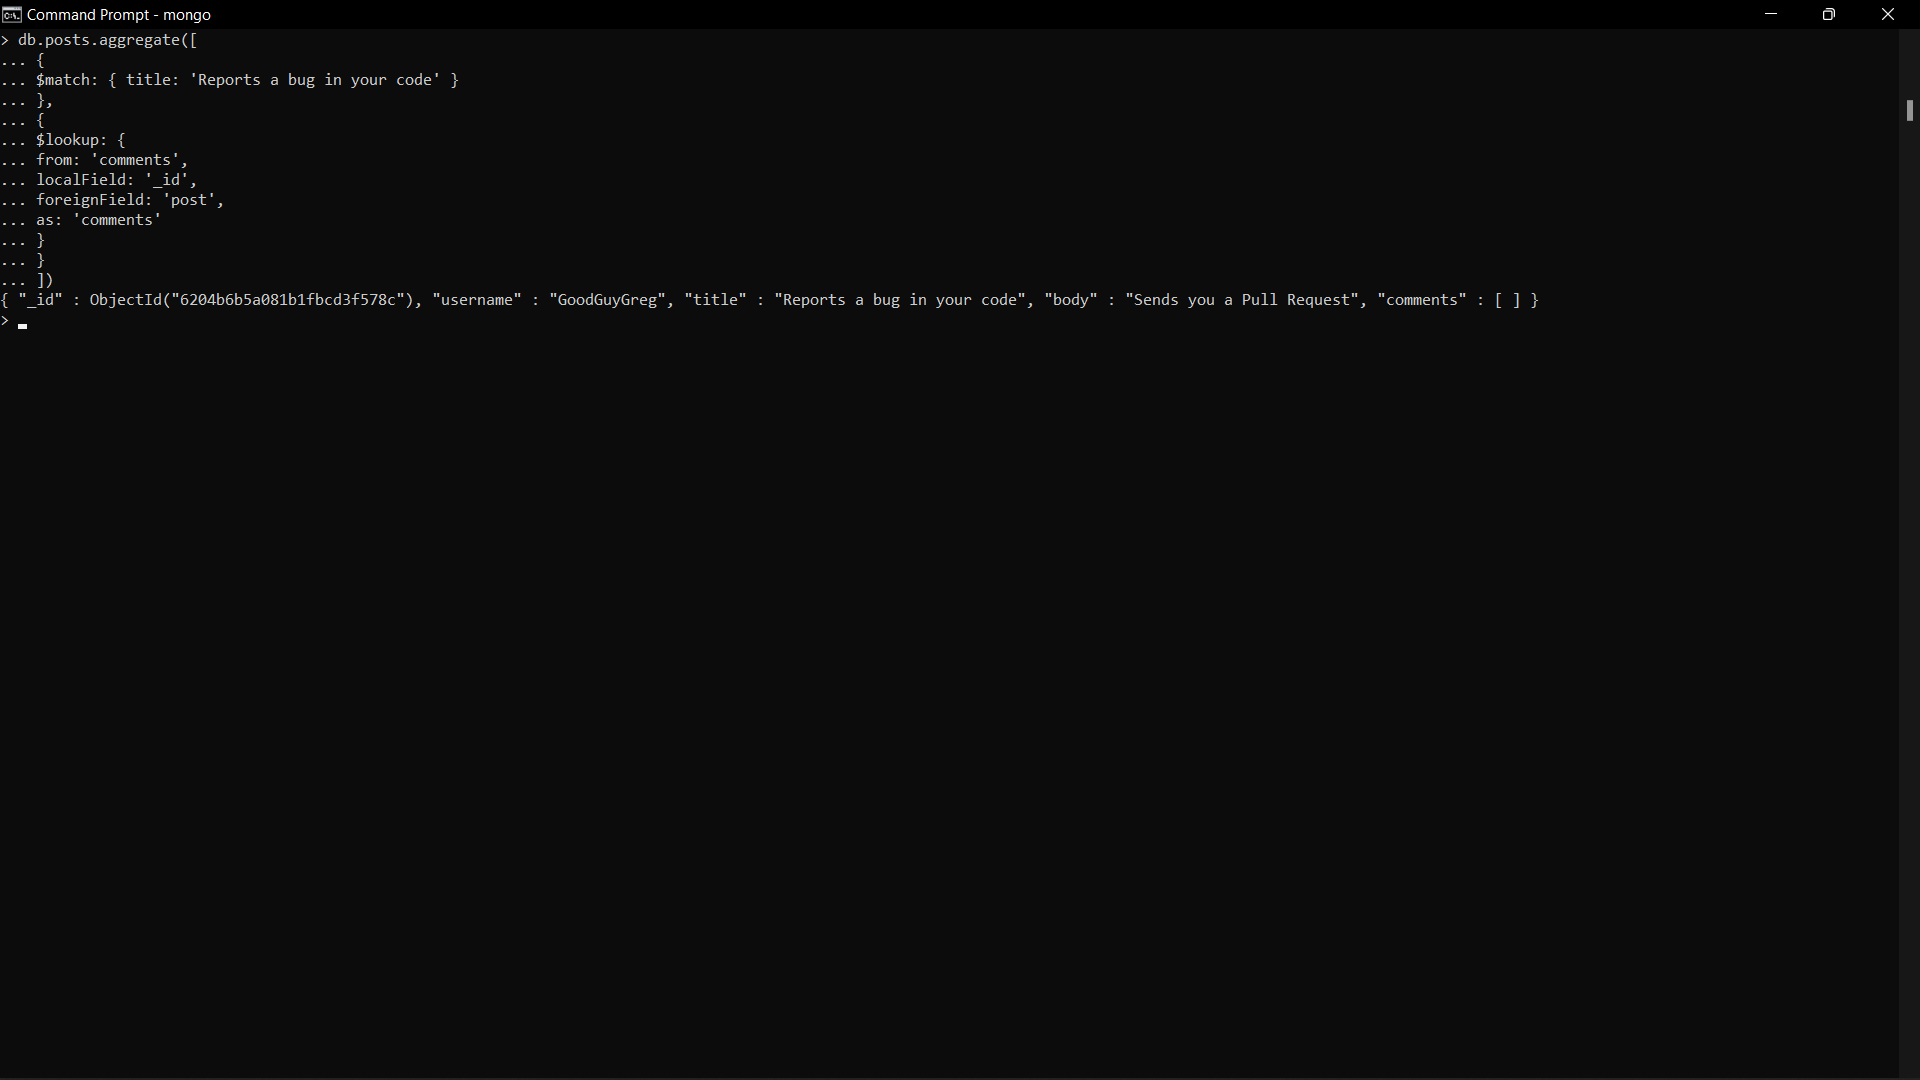 Command Prompt - mongo
> db.posts.aggregate([
... {
... $match: { title: 'Reports a bug in your code' }
... },
... {
... $lookup: {
... from: 'comments',
... localField: '_id',
... foreignField: 'post',
... as: 'comments'
... }
... }
... ])
{ "_id" : ObjectId("6204b6b5a081b1fbcd3f578c"), "username" : "GoodGuyGreg", "title" : "Reports a bug in your code", "body" : "Sends you a Pull Request", "comments" : [ ] }
>